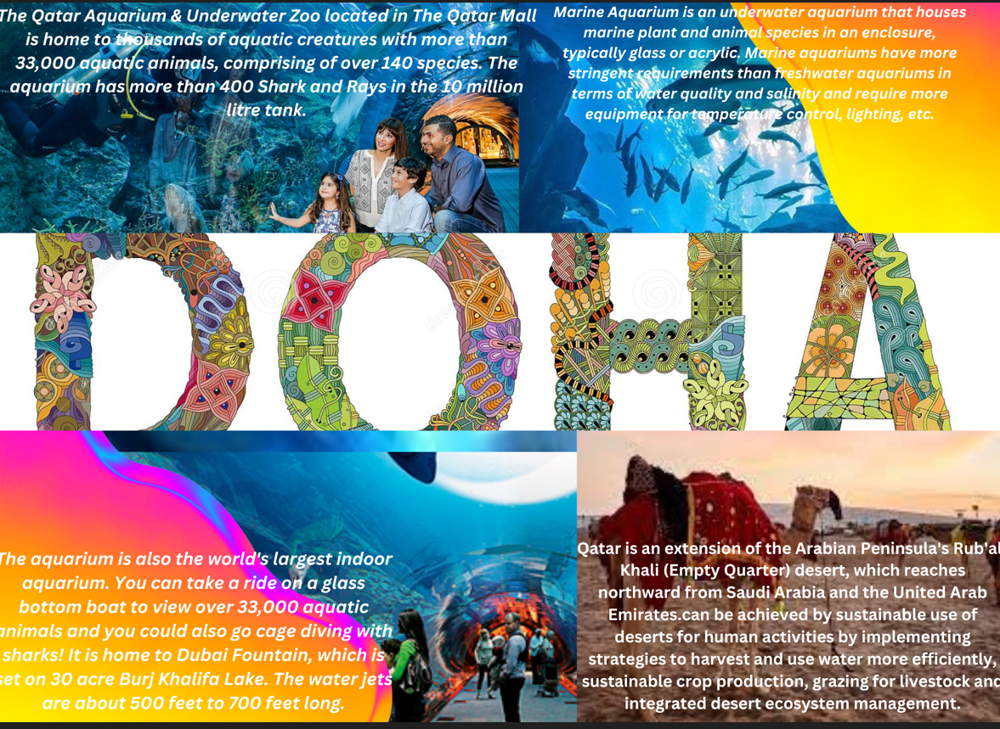 The Qatar Aquarium & Underwater Zoo located in The Qatar Mall
is home to thousands of aquatic creatures with more than
33,000 aquatic animals, comprising of over 140 species. The
aquarium has more than 400 Shark and Rays in the 10 million
litre tank.
Marine Aquarium is an underwater aquarium that houses
marine plant and animal species in an enclosure,
typically glass or acrylic. Marine aquariums have more
stringent requirements than freshwater aquariums in
terms of water quality and salinity and require more
equipment for temperature control, lighting, etc.
DOHA
The aquarium is also the world's largest indoor
aquarium. You can take a ride on a glass
bottom boat to view over 33,000 aquatic
animals and you could also go cage diving with
sharks! It is home to Dubai Fountain, which is
set on 30 acre Burj Khalifa Lake. The water jets
are about 500 feet to 700 feet long.
Qatar is an extension of the Arabian Peninsula's Rub'al
Khali (Empty Quarter) desert, which reaches
northward from Saudi Arabia and the United Arab
Emirates.can be achieved by sustainable use of
deserts for human activities by implementing
strategies to harvest and use water more efficiently,
sustainable crop production, grazing for livestock and
integrated desert ecosystem management.